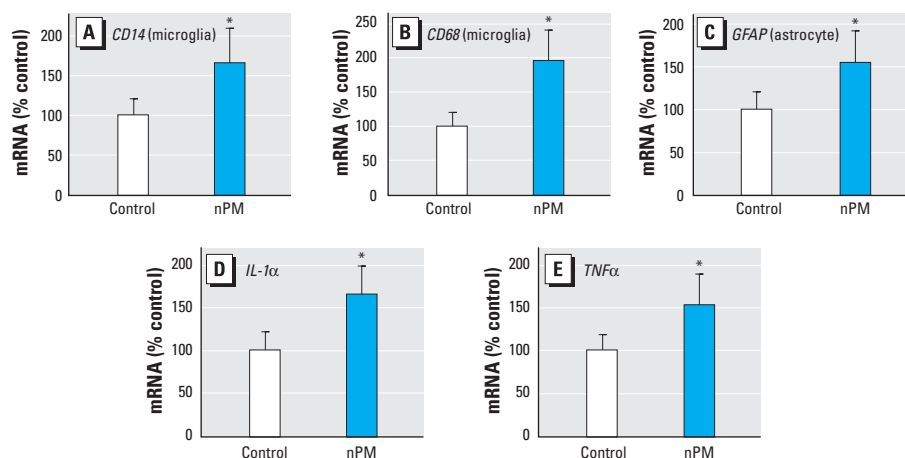 A CD14 (microglia)
mRNA (% control)
200
150
100
50
0
*
Control nPM
B CD68 (microglia)
mRNA (% control)
250
200
150
100
50
0
*
Control nPM
C GFAP (astrocyte)
mRNA (% control)
200
150
100
50
0
*
Control nPM
D IL-1α
mRNA (% control)
200
150
100
50
0
*
Control nPM
E TNFα
mRNA (% control)
200
150
100
50
0
*
Control nPM